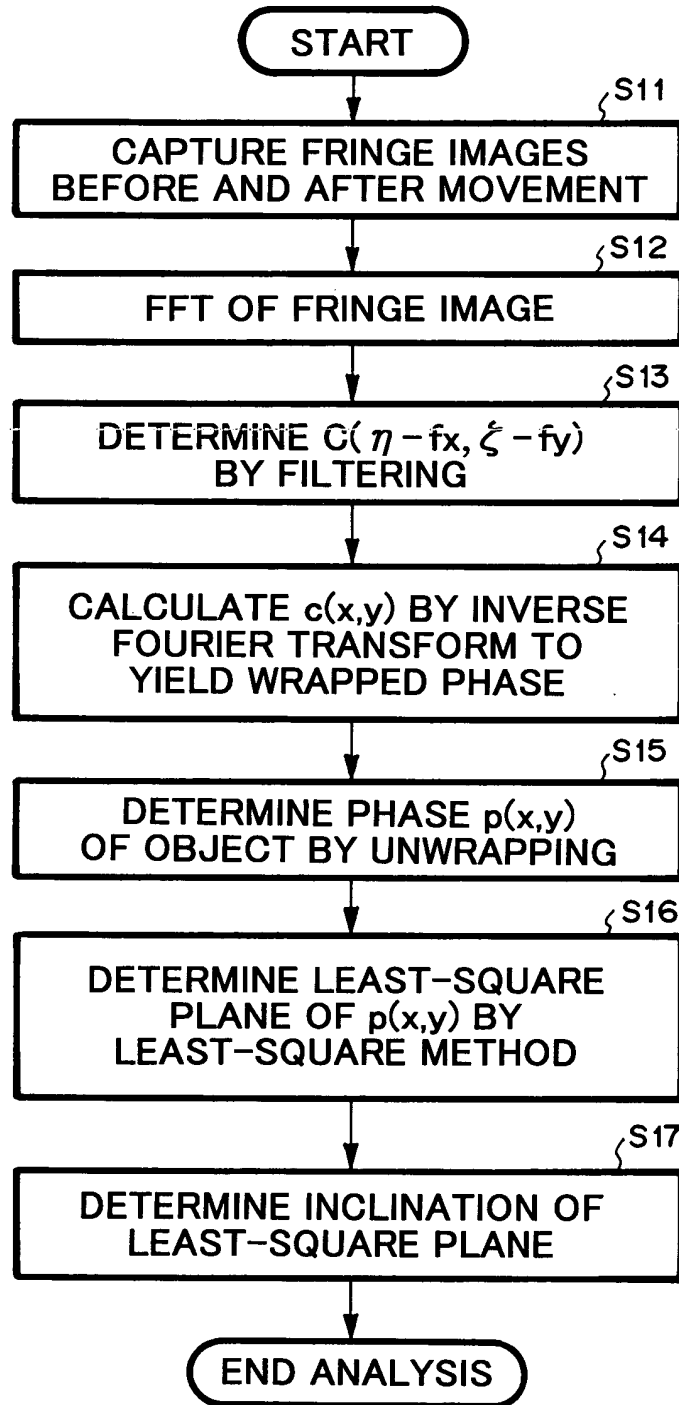 START
S11
CAPTURE FRINGE IMAGES
BEFORE AND AFTER MOVEMENT
S12
FFT OF FRINGE IMAGE
S13
DETERMINE C( η - fx, ζ - fy)
BY FILTERING
S14
CALCULATE c(x,y) BY INVERSE
FOURIER TRANSFORM TO
YIELD WRAPPED PHASE
S15
DETERMINE PHASE p(x,y)
OF OBJECT BY UNWRAPPING
S16
DETERMINE LEAST-SQUARE
PLANE OF p(x,y) BY
LEAST-SQUARE METHOD
S17
DETERMINE INCLINATION OF
LEAST-SQUARE PLANE
END ANALYSIS